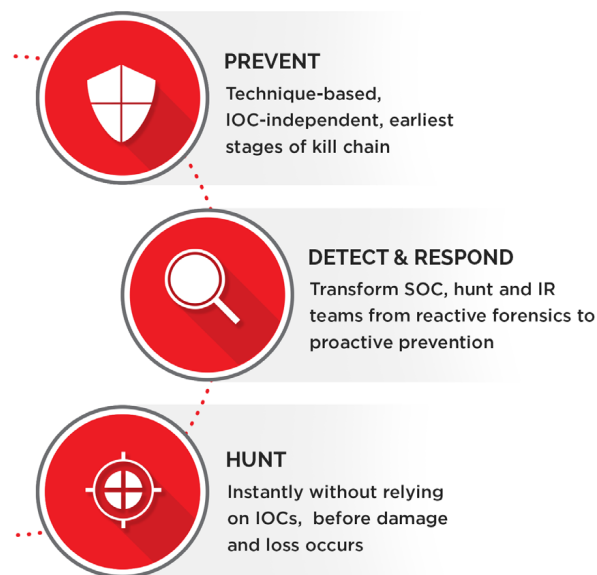 PREVENT
Technique-based,
IOC-independent, earliest
stages of kill chain
DETECT & RESPOND
Transform SOC, hunt and IR
teams from reactive forensics to
proactive prevention
HUNT
Instantly without relying
on IOCs, before damage
and loss occurs